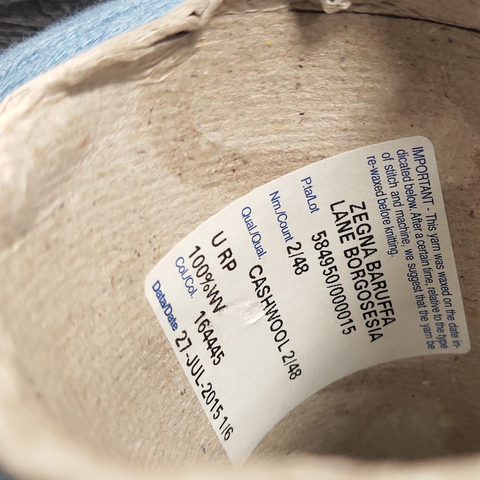 IMPORTANT - This yarn was waxed on the date in-
dicated below. After a certain time, relative to the type
of stitch and machine, we suggest that the yarn be
re-waxed before knitting.
ZEGNA BARUFFA
LANE BORGOSESIA
P.ta/Lot 584950/000015
Nm./Count 2/48
Qual./Qual. CASHWOOL 2/48
U RP
100%WV
Col./Col. 164445
Data/Date 27-JUL-2015 1/6